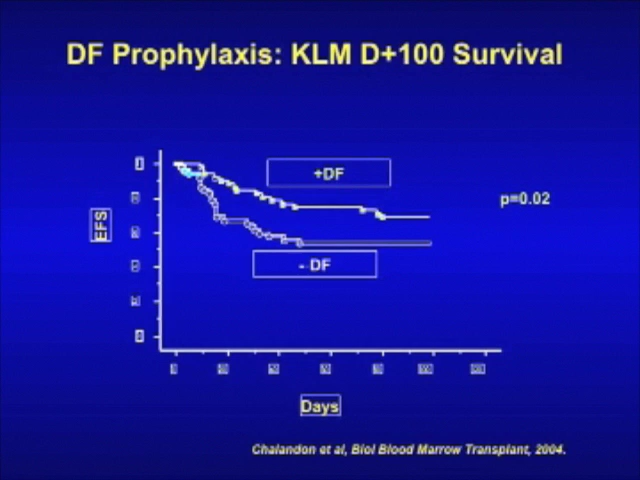 DF Prophylaxis: KLM D+100 Survival
+DF
p=0.02
EFS
- DF
Days
Chalandon et al, Biol Blood Marrow Transplant, 2004.